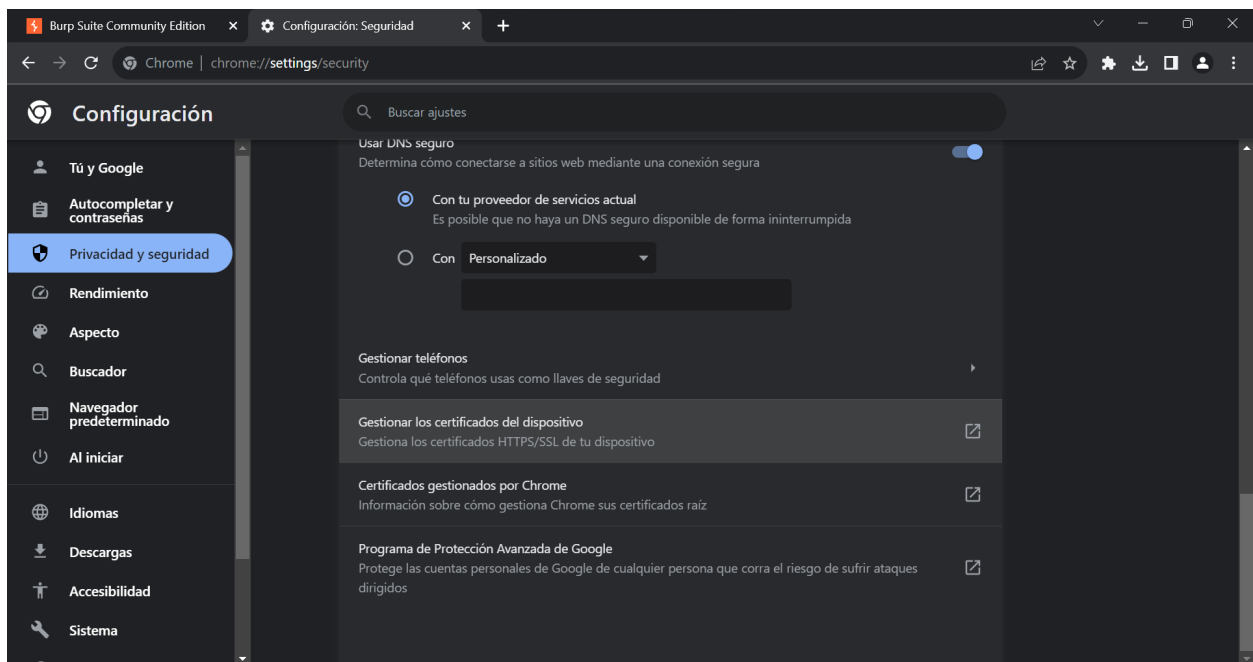 Burp Suite Community Edition
Configuración: Seguridad
Chrome | chrome://settings/security
Configuración
Buscar ajustes
Tú y Google
Autocompletar y
contraseñas
Privacidad y seguridad
Rendimiento
Aspecto
Buscador
Navegador
predeterminado
Al iniciar
Idiomas
Descargas
Accesibilidad
Sistema
Usar DNS seguro
Determina cómo conectarse a sitios web mediante una conexión segura
Con tu proveedor de servicios actual
Es posible que no haya un DNS seguro disponible de forma ininterrumpida
Con Personalizado
Gestionar teléfonos
Controla qué teléfonos usas como llaves de seguridad
Gestionar los certificados del dispositivo
Gestiona los certificados HTTPS/SSL de tu dispositivo
Certificados gestionados por Chrome
Información sobre cómo gestiona Chrome sus certificados raíz
Programa de Protección Avanzada de Google
Protege las cuentas personales de Google de cualquier persona que corra el riesgo de sufrir ataques
dirigidos